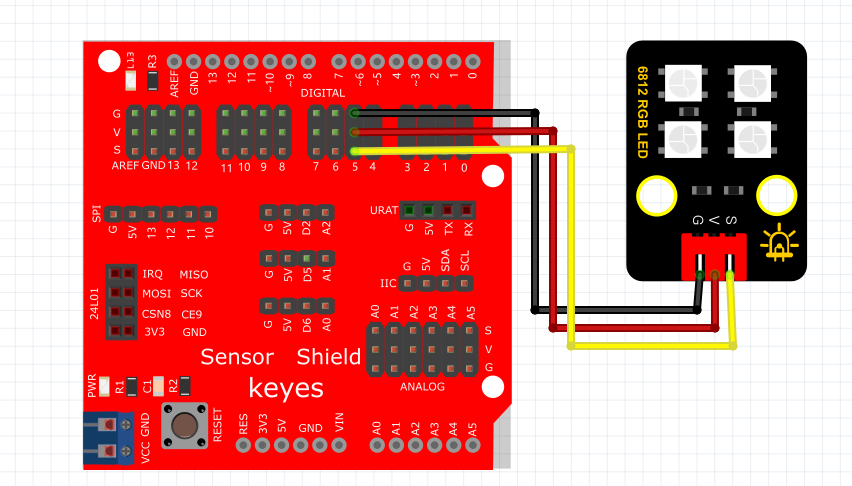 L13
R3
AREF
GND
13
12
11
~10
~9
8
7
~6
~5
4
~3
2
1
0
DIGITAL
G
V
S
AREF GND 13 12
11 10 9 8
7 6 5 4
3 2 1 0
SPI
G
5V
13
12
11
10
G
5V
D2
A2
URAT
G
5V
TX
RX
G
5V
D5
A1
IIC
G
5V
SDA
SCL
24L01
IRQ MISO
MOSI SCK
CSN8 CE9
3V3 GND
G
5V
D6
A0
A0
A1
A2
A3
A4
A5
S
V
G
ANALOG
Sensor Shield
keyes
PWR
R1
C1
R2
VCC GND
RESET
RES
3V3
5V
GND
VIN
A0
A1
A2
A3
A4
A5
6812 RGB LED
G
V
S